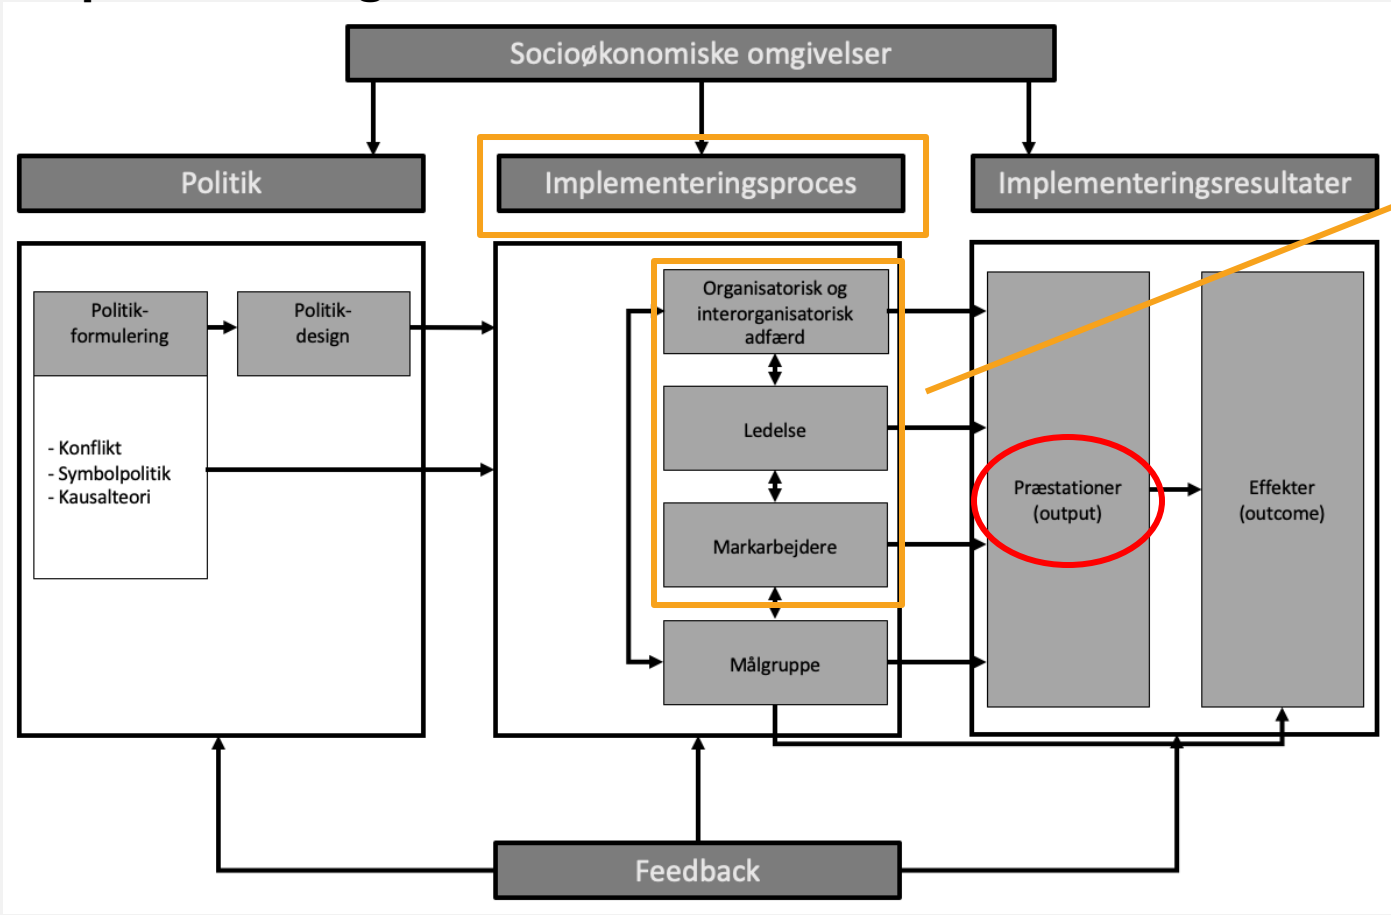 Socioøkonomiske omgivelser
Politik
Implementeringsproces
Implementeringsresultater
Politik-
formulering
Politik-
design
- Konflikt
- Symbolpolitik
- Kausalteori
Organisatorisk og
interorganisatorisk
adfærd
Ledelse
Markarbejdere
Målgruppe
Præstationer
(output)
Effekter
(outcome)
Feedback